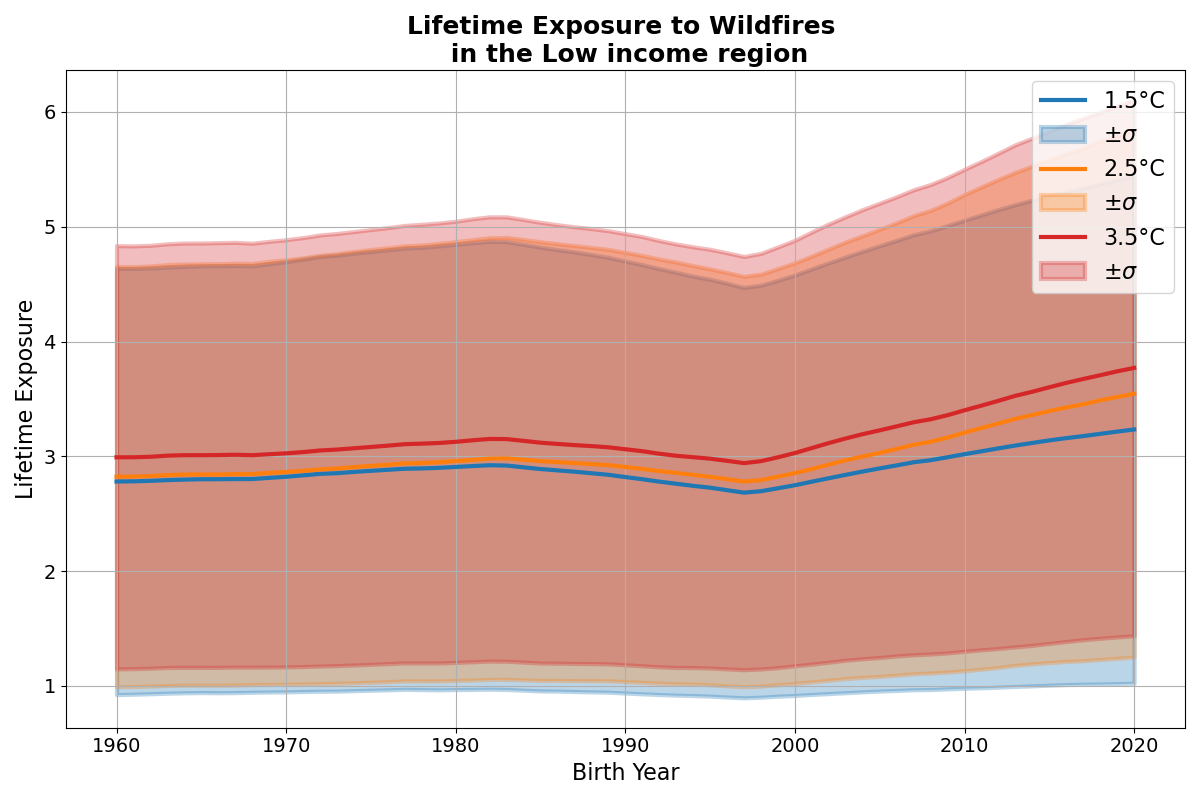 Lifetime Exposure to Wildfires
in the Low income region
Lifetime Exposure
6
5
4
3
2
1
1.5°C
±σ
2.5°C
±σ
3.5°C
±σ
1960 1970 1980 1990 2000 2010 2020
Birth Year